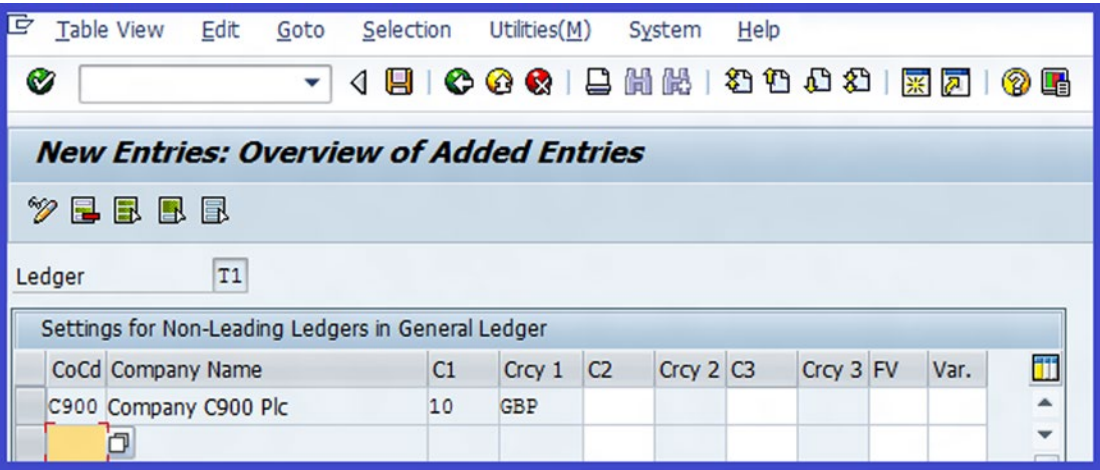 Table View Edit Goto Selection Utilities(M) System Help
New Entries: Overview of Added Entries
Ledger T1
Settings for Non-Leading Ledgers in General Ledger
CoCd Company Name C1 Crcy 1 C2 Crcy 2 C3 Crcy 3 FV Var.
C900 Company C900 Plc 10 GBP